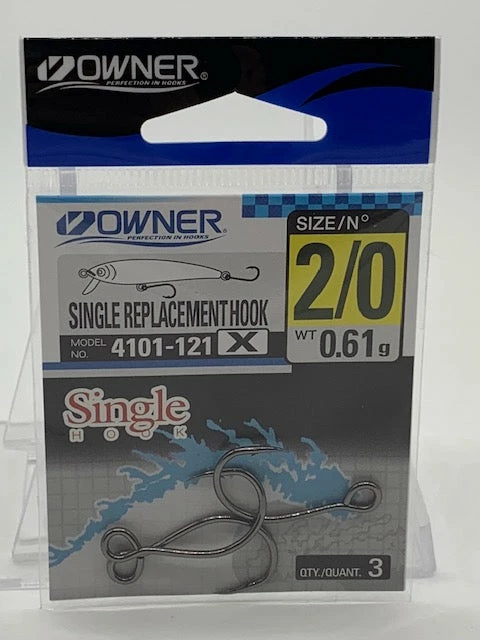 OWNER®
PERFECTION IN HOOKS
OWNER®
PERFECTION IN HOOKS
SIZE/Nº
2/0
WT 0.61g
SINGLE REPLACEMENT HOOK
MODEL NO. 4101-121 X
Single
HOOK
QTY./QUANT. 3